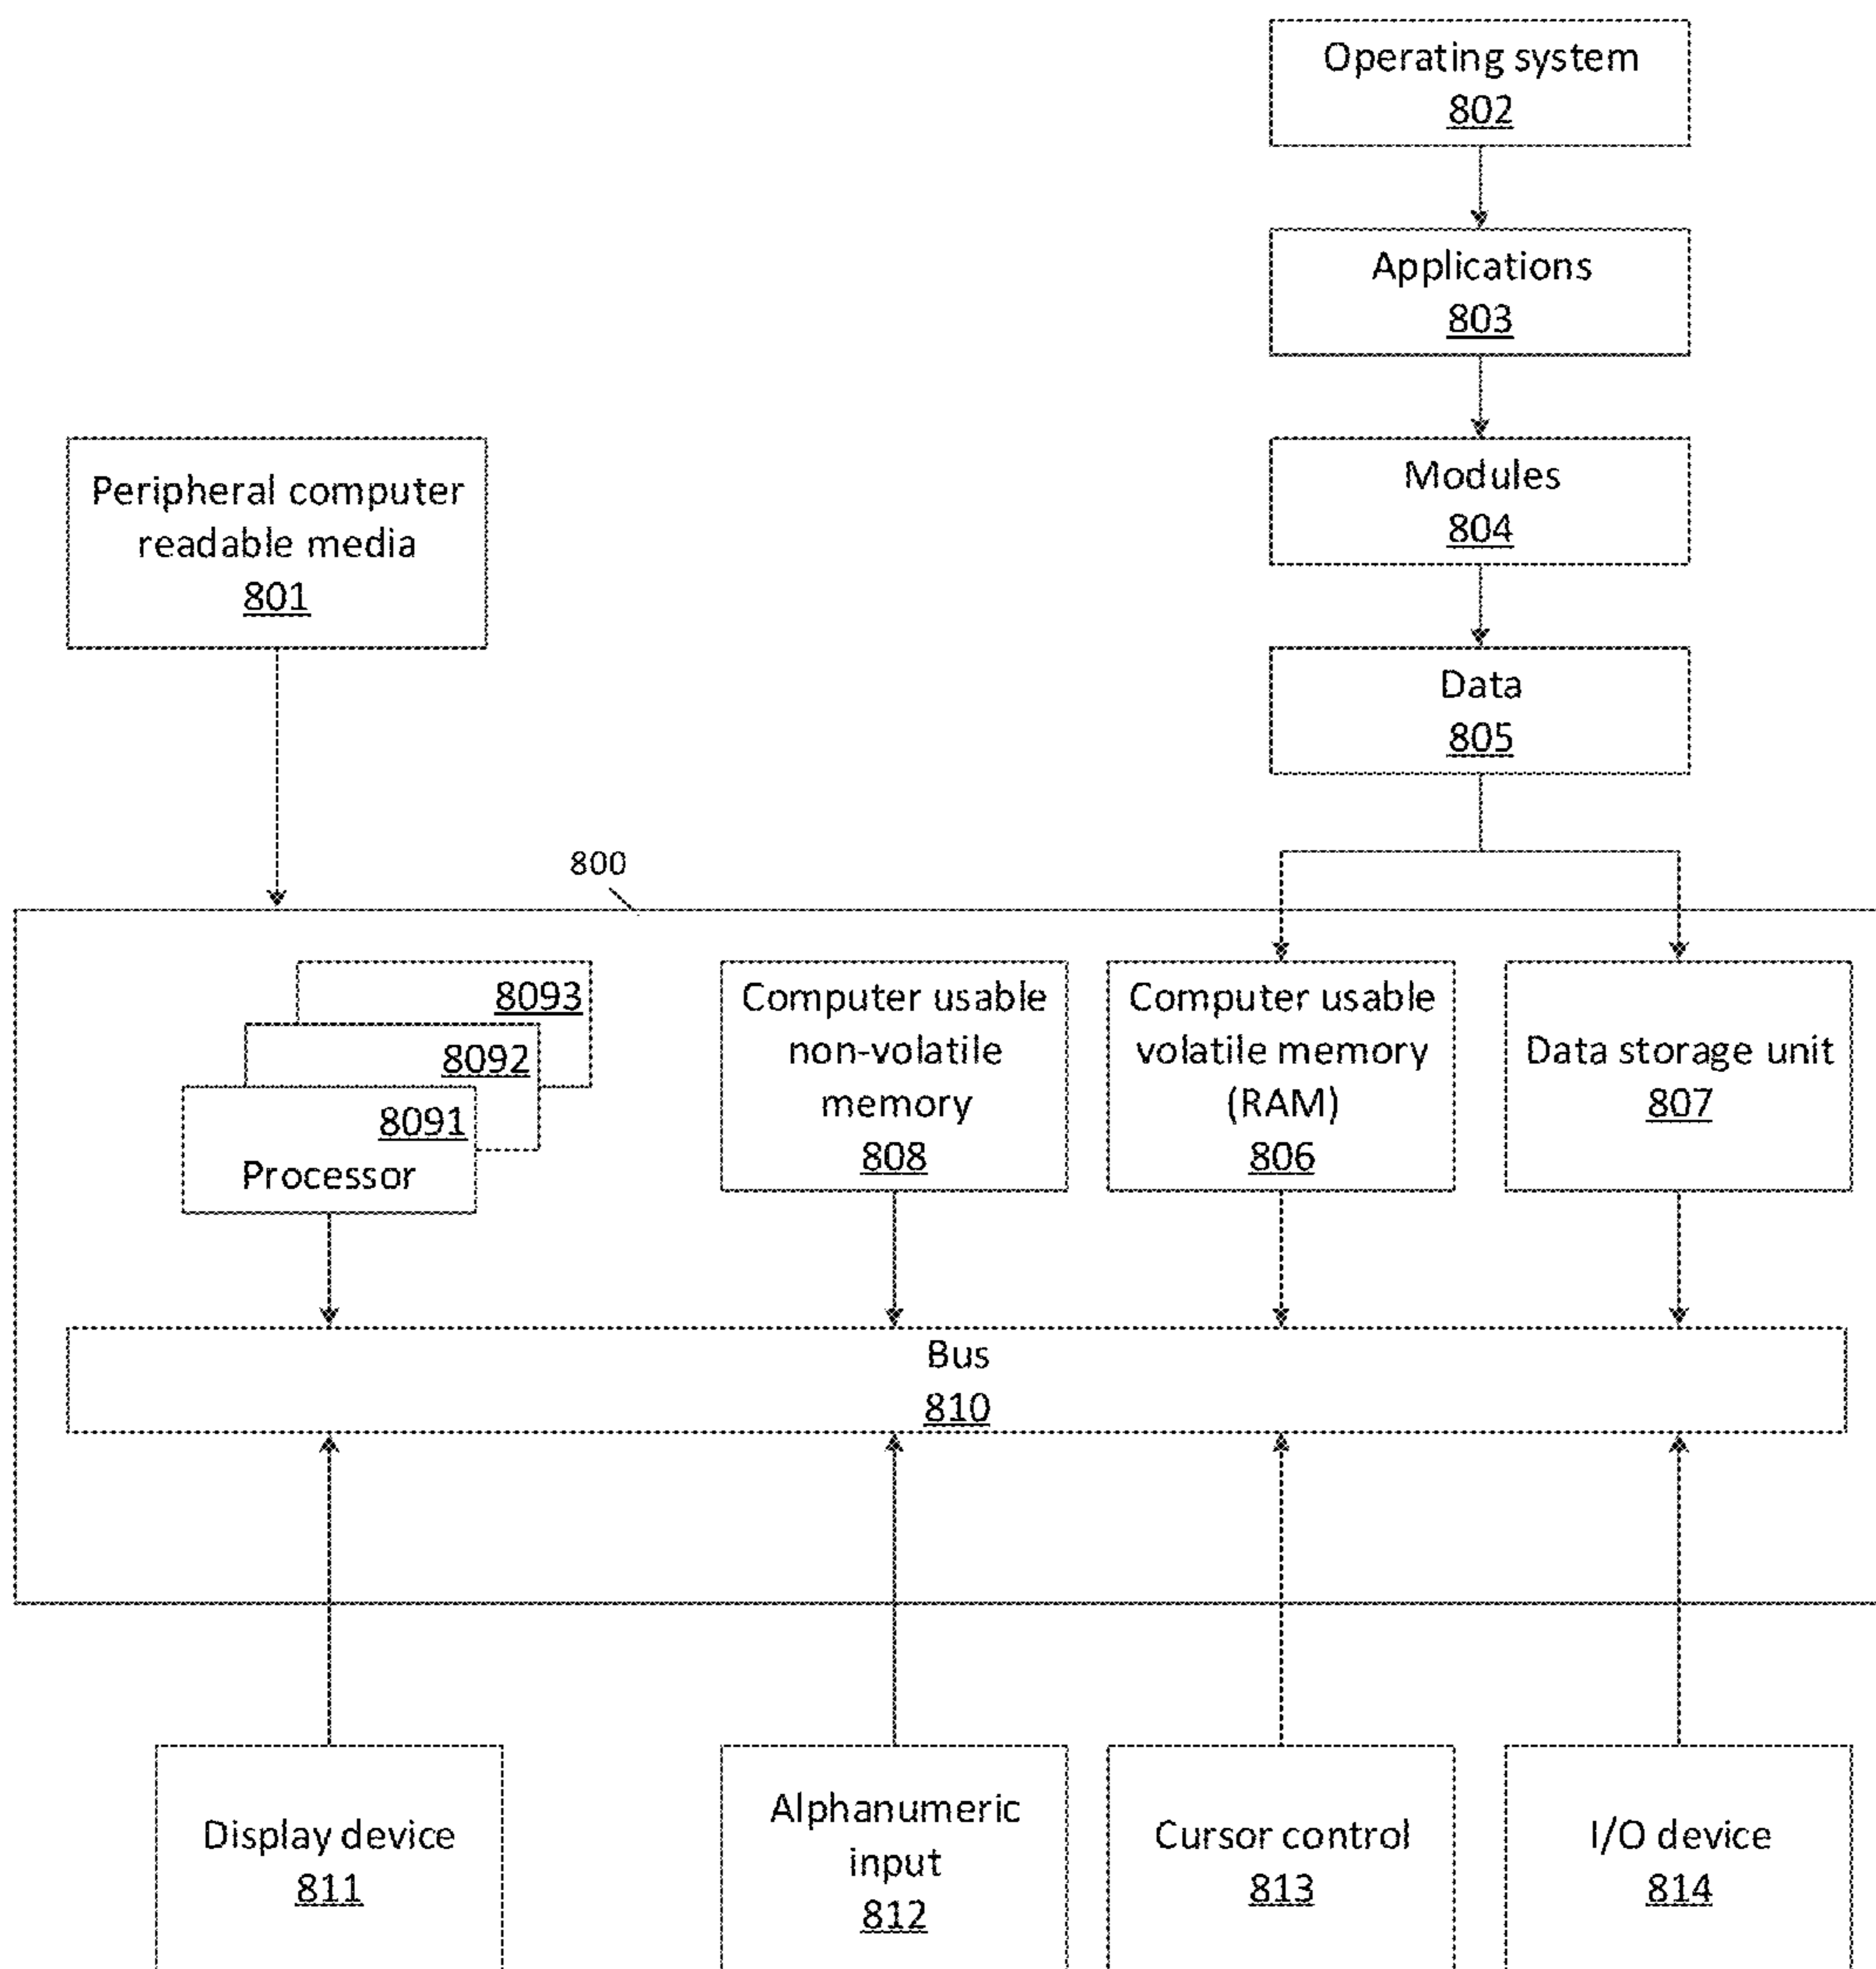 Operating system
802
Applications
803
Modules
804
Peripheral computer
readable media
801
Data
805
800
8093
8092
8091
Processor
Computer usable
non-volatile
memory
808
Computer usable
volatile memory
(RAM)
806
Data storage unit
807
Bus
810
Display device
811
Alphanumeric
input
812
Cursor control
813
I/O device
814